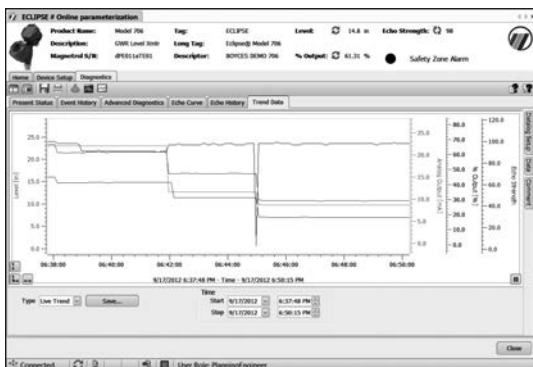 ECLIPSE # Online parameterization
Product Name: Model 706 Tag: ECLIPSE Level: 14.8 in Echo Strength: 98
Description: GWR Level Xmtr Long Tag: Eclipse@ Model 706
Magnetrol S/N: Descriptor: BOYCES DEMO 706 % Output: 61.31 % Safety Zone Alarm
Home Device Setup Diagnostics
Present Status Event History Advanced Diagnostics Echo Curve Echo History Trend Data
25.0
20.0
15.0
10.0
5.0
0.0
Level [in]
06:38:00 06:40:00 06:42:00 06:44:00 06:46:00 06:48:00 06:50:00
9/17/2012 6:37:48 PM - Time - 9/17/2012 6:50:15 PM
25.0
20.0
15.0
10.0
5.0
0.0
Analog Output [mA]
80.0
70.0
60.0
50.0
40.0
30.0
20.0
10.0
0.0
% Output [%]
120.0
100.0
80.0
60.0
40.0
20.0
0.0
Echo Strength
Datalog Setup
Data
Comment
Type Live Trend Save...
Time
Start 9/17/2012 6:37:48 PM
Stop 9/17/2012 6:50:15 PM
Close
Connected User Role: PlanningEngineer